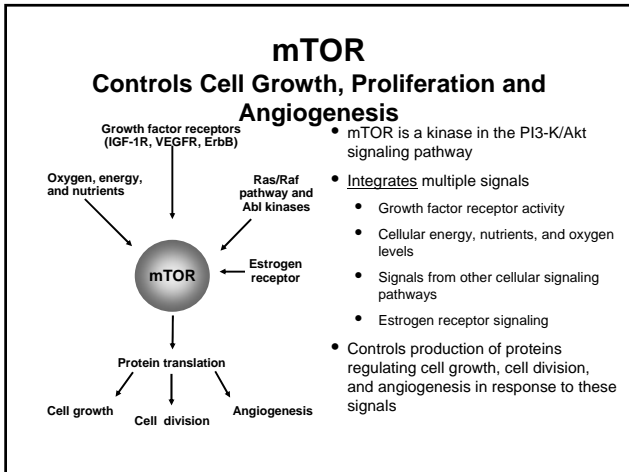 mTOR
Controls Cell Growth, Proliferation and
Angiogenesis
Growth factor receptors
(IGF-1R, VEGFR, ErbB)
Oxygen, energy,
and nutrients
Ras/Raf
pathway and
Abl kinases
mTOR
Estrogen
receptor
Protein translation
Cell growth
Cell division
Angiogenesis
• mTOR is a kinase in the PI3-K/Akt
signaling pathway
• Integrates multiple signals
• Growth factor receptor activity
• Cellular energy, nutrients, and oxygen
levels
• Signals from other cellular signaling
pathways
• Estrogen receptor signaling
• Controls production of proteins
regulating cell growth, cell division,
and angiogenesis in response to these
signals